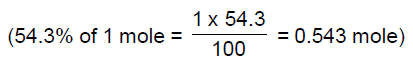 (54.3% of 1 mole = 1 x 54.3 / 100 = 0.543 mole)